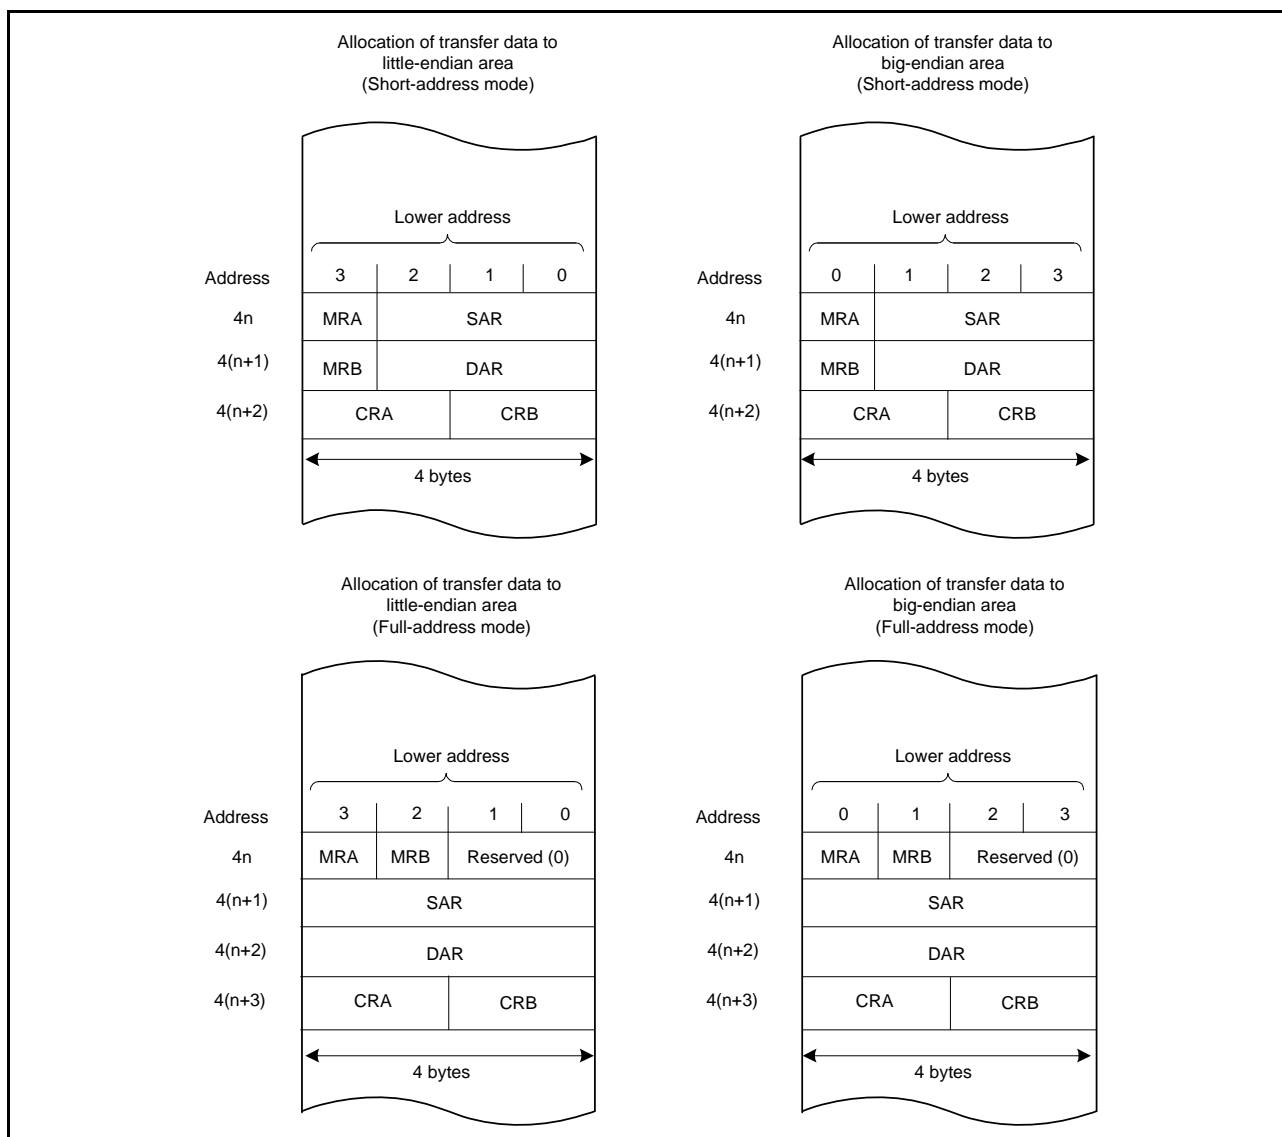 Allocation of transfer data to
little-endian area
(Short-address mode)
Lower address
Address 3 2 1 0
4n MRA SAR
4(n+1) MRB DAR
4(n+2) CRA CRB
4 bytes
Allocation of transfer data to
big-endian area
(Short-address mode)
Lower address
Address 0 1 2 3
4n MRA SAR
4(n+1) MRB DAR
4(n+2) CRA CRB
4 bytes
Allocation of transfer data to
little-endian area
(Full-address mode)
Lower address
Address 3 2 1 0
4n MRA MRB Reserved (0)
4(n+1) SAR
4(n+2) DAR
4(n+3) CRA CRB
4 bytes
Allocation of transfer data to
big-endian area
(Full-address mode)
Lower address
Address 0 1 2 3
4n MRA MRB Reserved (0)
4(n+1) SAR
4(n+2) DAR
4(n+3) CRA CRB
4 bytes